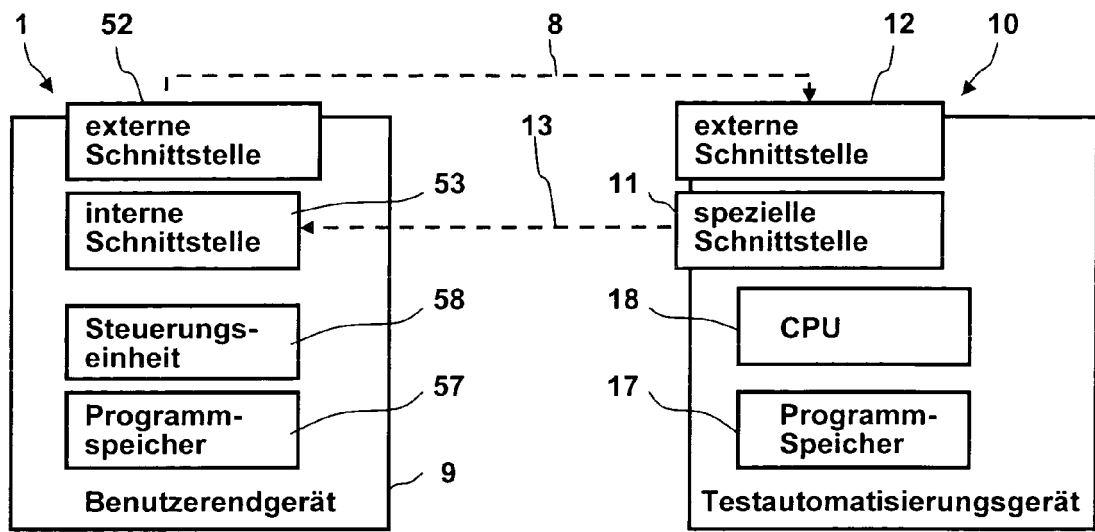 1
52
8
12
10
externe
Schnittstelle
externe
Schnittstelle
13
53
11
interne
Schnittstelle
spezielle
Schnittstelle
58
18
Steuerungs-
einheit
CPU
57
17
Programm-
speicher
Programm-
Speicher
9
Benutzerendgerät
Testautomatisierungsgerät